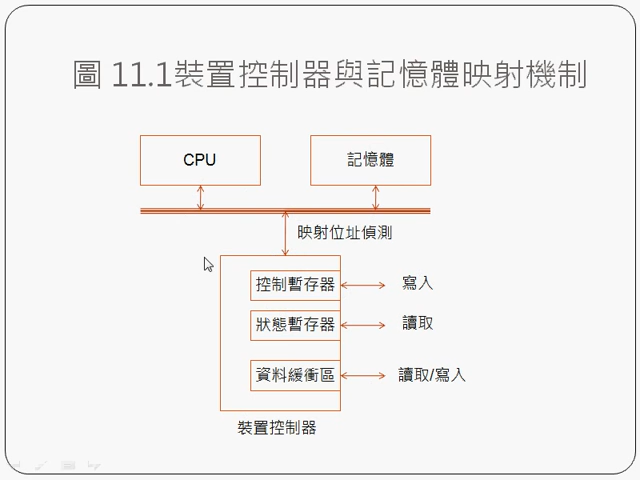 圖 11.1裝置控制器與記憶體映射機制
CPU
記憶體
映射位址偵測
控制暫存器
寫入
狀態暫存器
讀取
資料緩衝區
讀取/寫入
裝置控制器